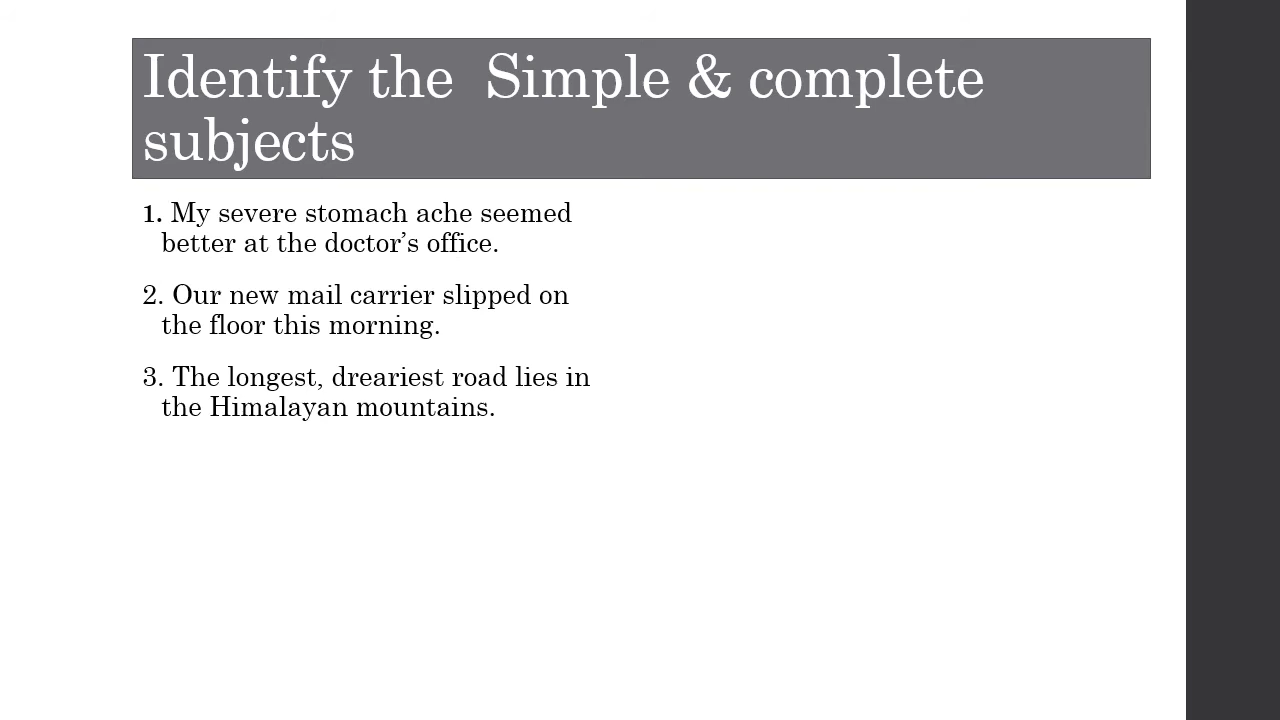 Identify the  Simple & complete
subjects
1. My severe stomach ache seemed
better at the doctor’s office.
2. Our new mail carrier slipped on
the floor this morning.
3. The longest, dreariest road lies in
the Himalayan mountains.